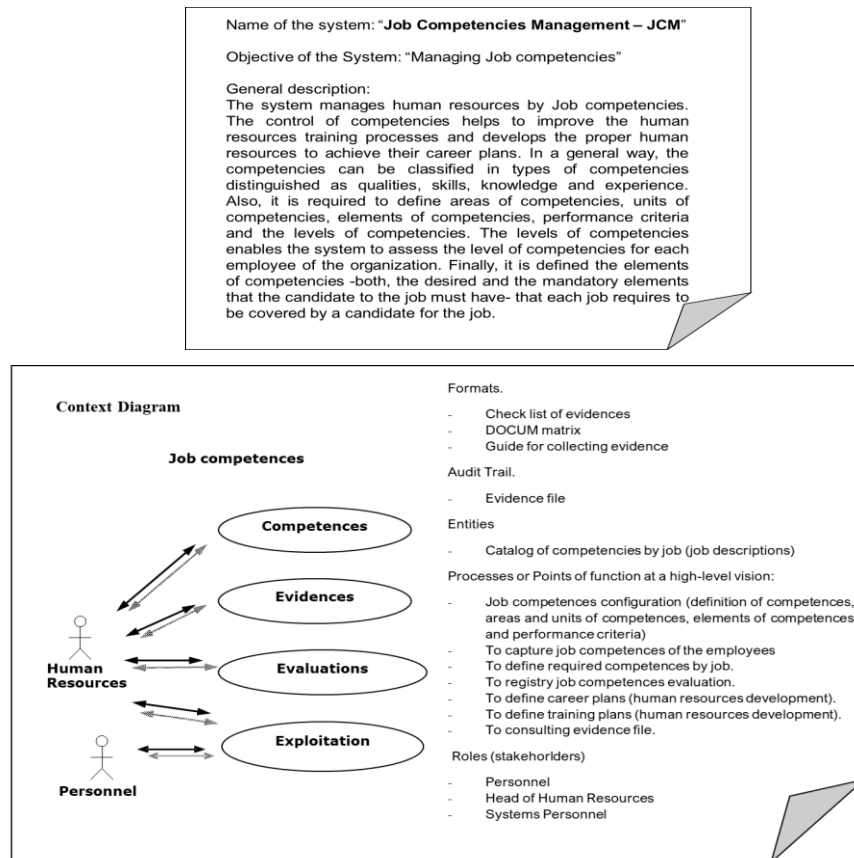 Name of the system: “Job Competencies Management – JCM”
Objective of the System: “Managing Job competencies”
General description:
The system manages human resources by Job competencies.
The control of competencies helps to improve the human
resources training processes and develops the proper human
resources to achieve their career plans. In a general way, the
competencies can be classified in types of competencies
distinguished as qualities, skills, knowledge and experience.
Also, it is required to define areas of competencies, units of
competencies, elements of competencies, performance criteria
and the levels of competencies. The levels of competencies
enables the system to assess the level of competencies for each
employee of the organization. Finally, it is defined the elements
of competencies -both, the desired and the mandatory elements
that the candidate to the job must have- that each job requires to
be covered by a candidate for the job.
Context Diagram
Job competences
Competences
Evidences
Evaluations
Exploitation
Human
Resources
Personnel
Formats.
- Check list of evidences
- DOCUM matrix
- Guide for collecting evidence
Audit Trail.
- Evidence file
Entities
- Catalog of competencies by job (job descriptions)
Processes or Points of function at a high-level vision:
- Job competences configuration (definition of competences,
areas and units of competences, elements of competences
and performance criteria)
- To capture job competences of the employees
- To define required competences by job.
- To registry job competences evaluation.
- To define career plans (human resources development).
- To define training plans (human resources development).
- To consulting evidence file.
Roles (stakehorlders)
- Personnel
- Head of Human Resources
- Systems Personnel